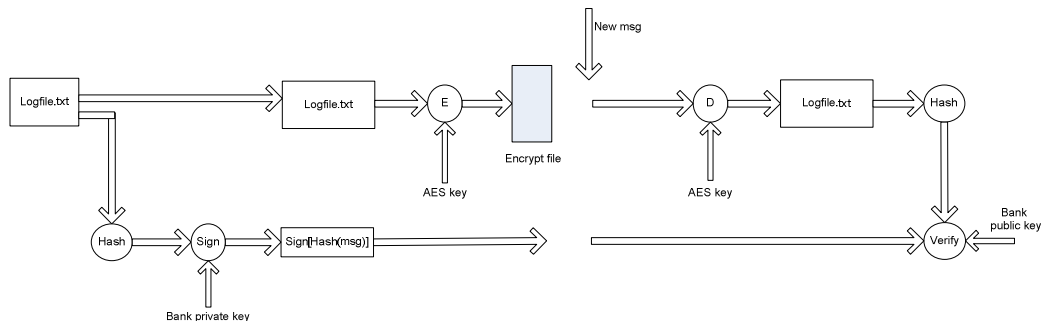 New msg
Logfile.txt
Logfile.txt
E
D
Logfile.txt
Hash
Encrypt file
AES key
AES key
Hash
Sign
Sign[Hash(msg)]
Verify
Bank
public key
Bank private key